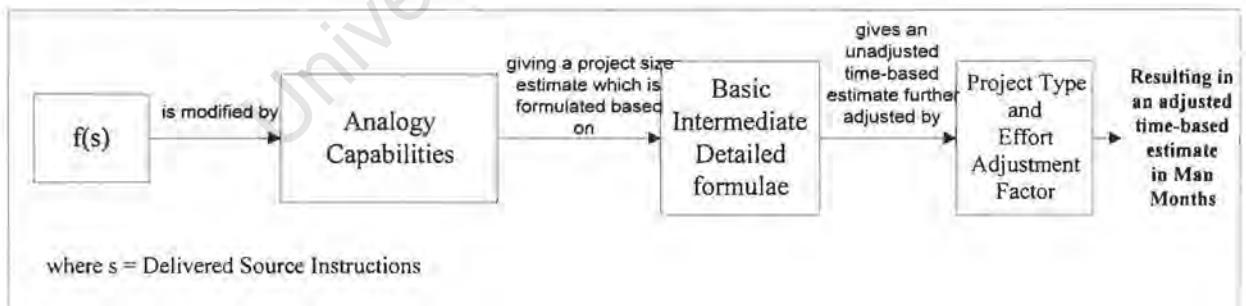 f(s)
is modified by
Analogy
Capabilities
giving a project size
estimate which is
formulated based
on
Basic
Intermediate
Detailed
formulae
gives an
unadjusted
time-based
estimate further
adjusted by
Project Type
and
Effort
Adjustment
Factor
Resulting in
an adjusted
time-based
estimate
in Man
Months
where s = Delivered Source Instructions
Unive